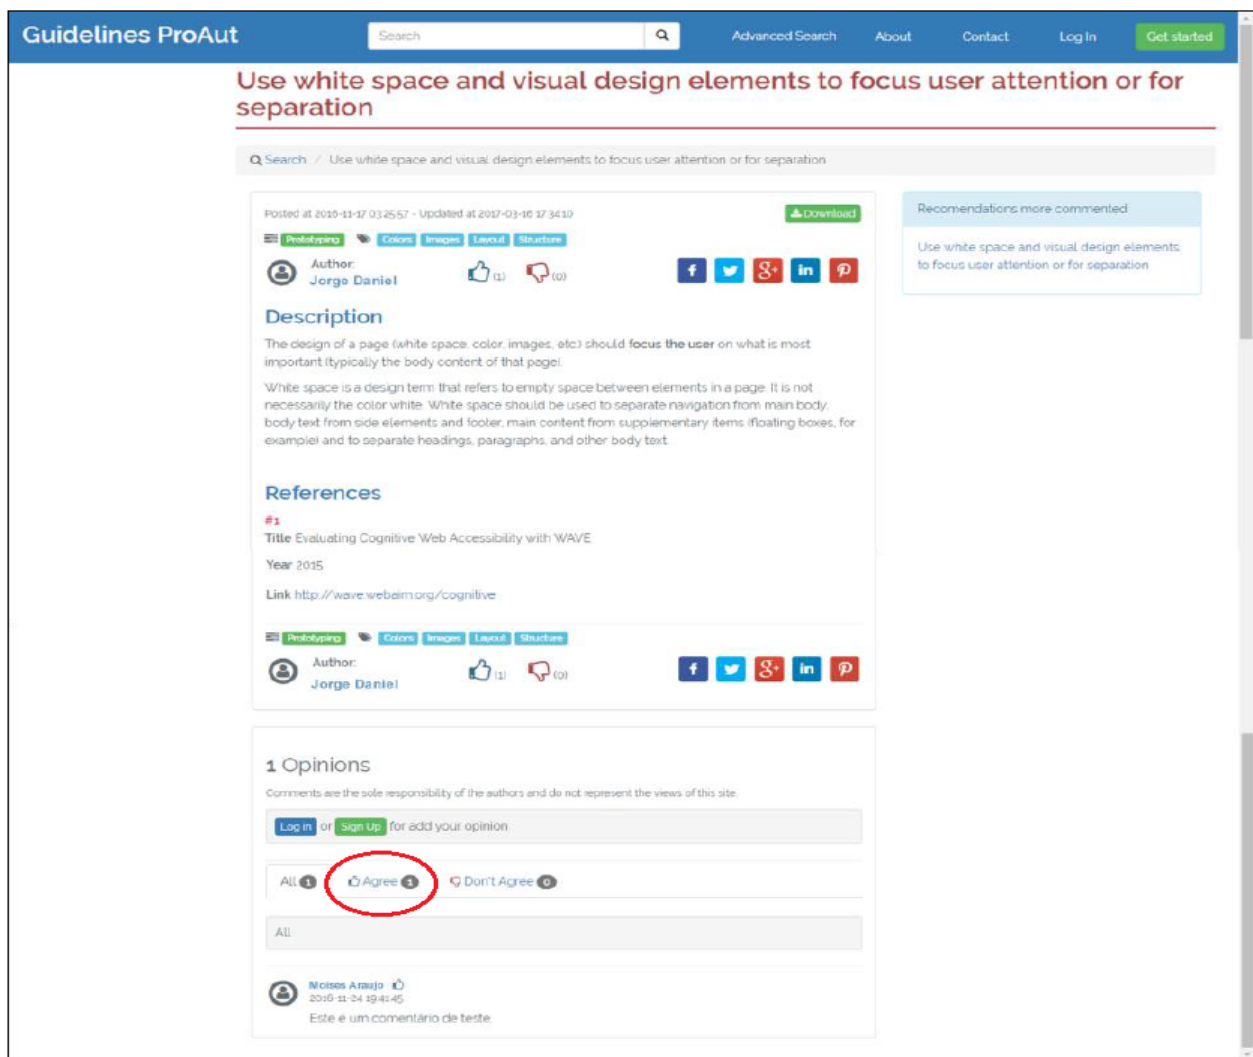 Guidelines ProAut
Search
Advanced Search
About
Contact
Log In
Get started
Use white space and visual design elements to focus user attention or for
separation
Search / Use white space and visual design elements to focus user attention or for separation
Posted at 2016-11-17 03:25:57 - Updated at 2017-03-16 17:34:10
Download
Prototyping Colors Images Layout Structure
Author:
Jorge Daniel
(1) (0)
Description
The design of a page (white space, color, images, etc.) should focus the user on what is most
important (typically the body content of that page).
White space is a design term that refers to empty space between elements in a page. It is not
necessarily the color white. White space should be used to separate navigation from main body,
body text from side elements and footer, main content from supplementary items (floating boxes, for
example) and to separate headings, paragraphs, and other body text.
References
#1
Title Evaluating Cognitive Web Accessibility with WAVE
Year 2015
Link http://wave.webaim.org/cognitive
Prototyping Colors Images Layout Structure
Author:
Jorge Daniel
(1) (0)
Recomendations more commented
Use white space and visual design elements
to focus user attention or for separation
1 Opinions
Comments are the sole responsibility of the authors and do not represent the views of this site.
Log in or Sign Up for add your opinion
All 1 Agree 1 Don't Agree 0
All
Moises Araujo
2016-11-24 19:41:45
Este é um comentário de teste